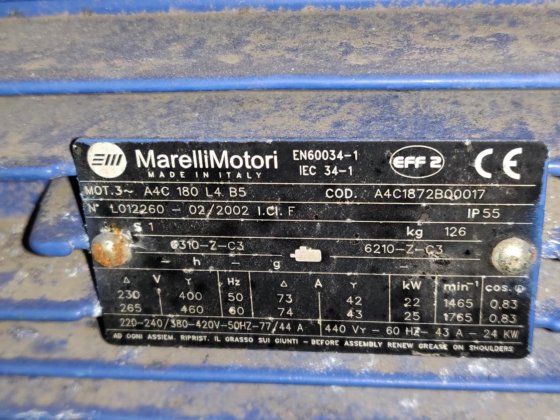 MarelliMotori
MADE IN ITALY
EN60034-1
IEC 34-1
EFF 2
CE
MOT. 3~ A4C 180 L4 B5 COD. A4C1872BQ0017
N° L012260 - 02/2002 I.Cl. F IP 55
S 1 kg 126
6310-Z-C3 6210-Z-C3
- h - g -
Δ V Y Hz Δ A Y kW min⁻¹ cos φ
230 400 50 73 42 22 1465 0,83
265 460 60 74 43 25 1765 0,83
220-240/380-420V-50HZ-77/44 A 440 VY - 60 HZ- 43 A - 24 KW
AD OGNI ASSIEM. RIPRIST. IL GRASSO SUI GIUNTI - BEFORE ASSEMBLY RENEW GREASE ON SHOULDERS